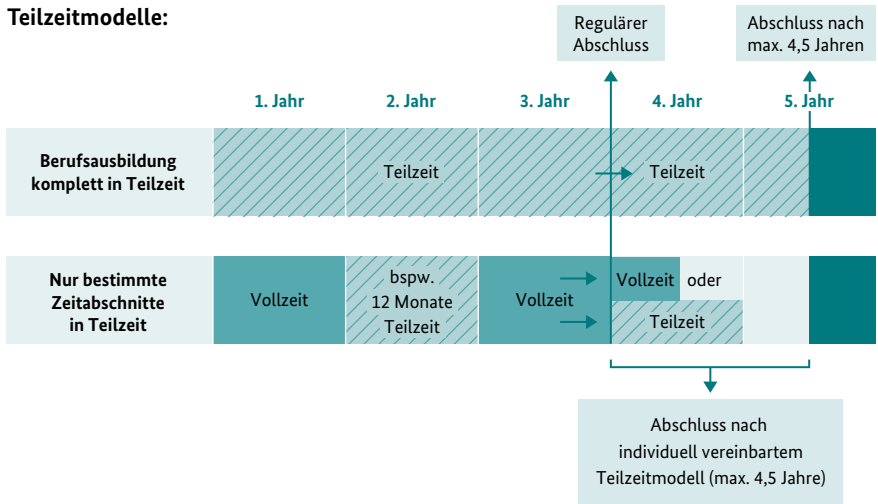 Teilzeitmodelle:
Regulärer
Abschluss
Abschluss nach
max. 4,5 Jahren
1. Jahr
2. Jahr
3. Jahr
4. Jahr
5. Jahr
Berufsausbildung
komplett in Teilzeit
Teilzeit
Teilzeit
Nur bestimmte
Zeitabschnitte
in Teilzeit
Vollzeit
bspw.
12 Monate
Teilzeit
Vollzeit
Vollzeit oder
Teilzeit
Abschluss nach
individuell vereinbartem
Teilzeitmodell (max. 4,5 Jahre)